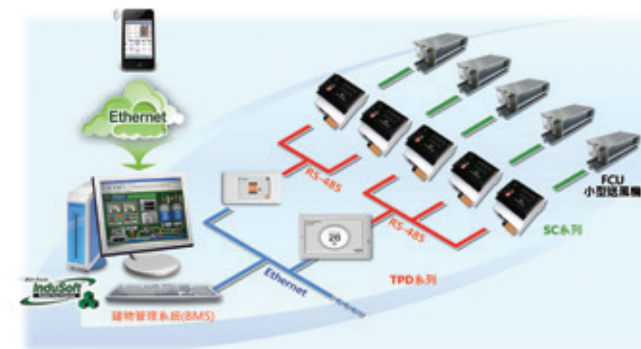 Ethernet
RS-485
FCU
小型送風機
RS-485
SC系列
Ethernet
TPD系列
InduSoft
建物管理系統(BMS)
26